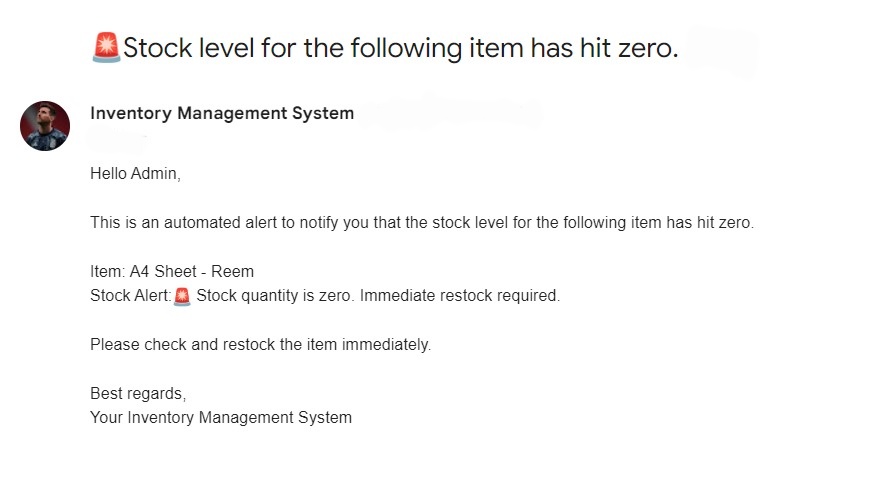 🚨Stock level for the following item has hit zero.
Inventory Management System
Hello Admin,
This is an automated alert to notify you that the stock level for the following item has hit zero.
Item: A4 Sheet - Reem
Stock Alert:🚨 Stock quantity is zero. Immediate restock required.
Please check and restock the item immediately.
Best regards,
Your Inventory Management System